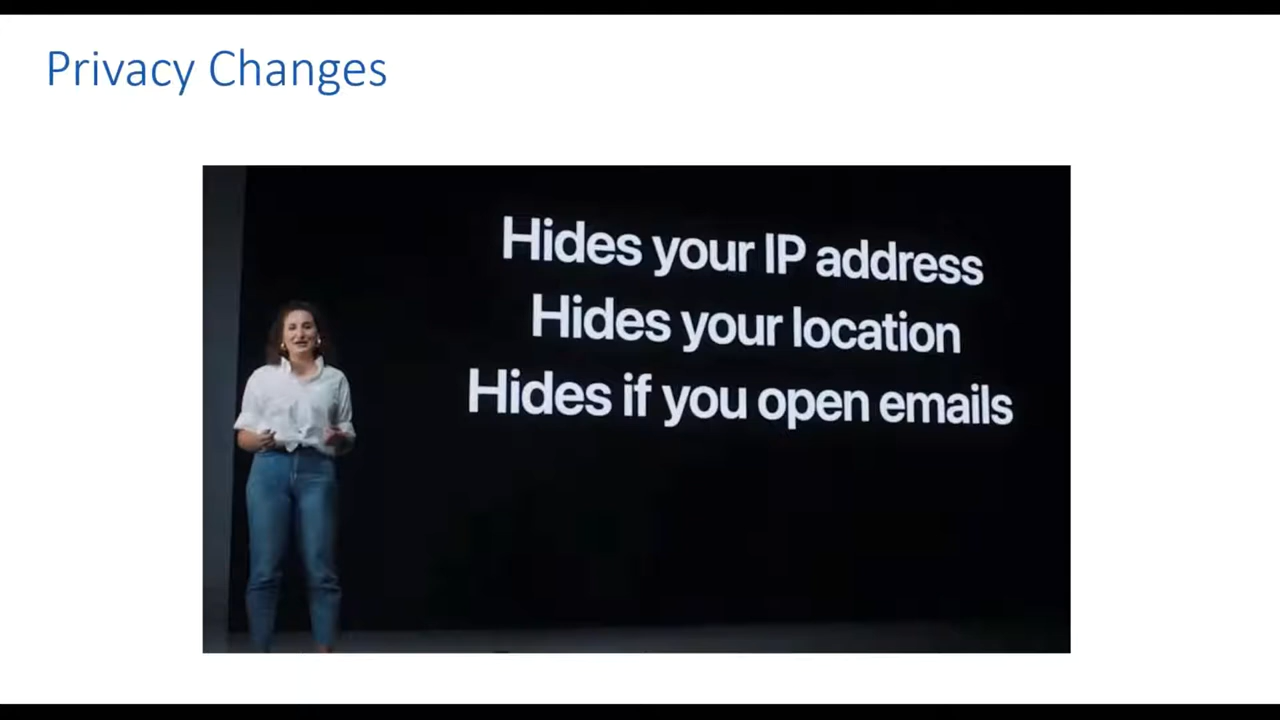 Privacy Changes
Hides your IP address
Hides your location
Hides if you open emails